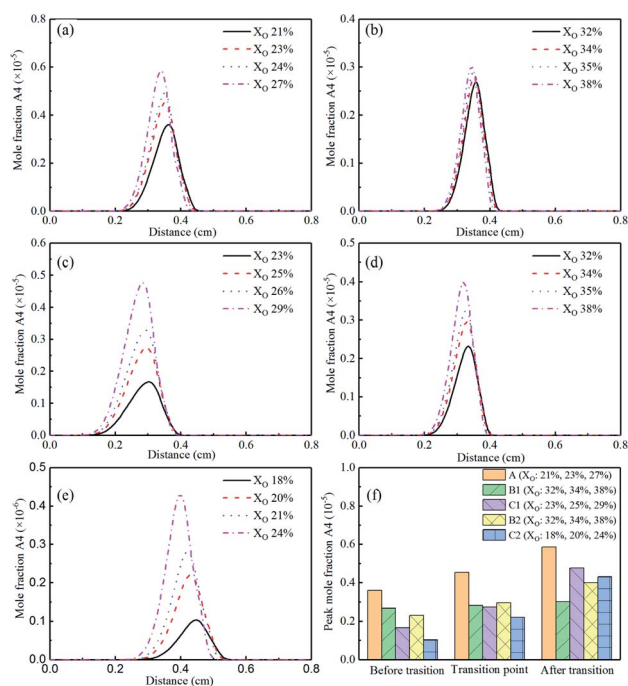 (a)
X_O 21%
X_O 23%
X_O 24%
X_O 27%
Mole fraction A4 (×10^-5)
0.8
0.6
0.4
0.2
0.0
0.0 0.2 0.4 0.6 0.8
Distance (cm)
(b)
X_O 32%
X_O 34%
X_O 35%
X_O 38%
Mole fraction A4 (×10^-5)
0.4
0.3
0.2
0.1
0.0
0.0 0.2 0.4 0.6 0.8
Distance (cm)
(c)
X_O 23%
X_O 25%
X_O 26%
X_O 29%
Mole fraction A4 (×10^-5)
0.6
0.5
0.4
0.3
0.2
0.1
0.0
0.0 0.2 0.4 0.6 0.8
Distance (cm)
(d)
X_O 32%
X_O 34%
X_O 35%
X_O 38%
Mole fraction A4 (×10^-5)
0.5
0.4
0.3
0.2
0.1
0.0
0.0 0.2 0.4 0.6 0.8
Distance (cm)
(e)
X_O 18%
X_O 20%
X_O 21%
X_O 24%
Mole fraction A4 (×10^-6)
0.5
0.4
0.3
0.2
0.1
0.0
0.0 0.2 0.4 0.6 0.8
Distance (cm)
(f)
A (X_O: 21%, 23%, 27%)
B1 (X_O: 32%, 34%, 38%)
C1 (X_O: 23%, 25%, 29%)
B2 (X_O: 32%, 34%, 38%)
C2 (X_O: 18%, 20%, 24%)
Peak mole fraction A4 (10^-5)
1.0
0.8
0.6
0.4
0.2
0.0
Before trasition Transition point After transition